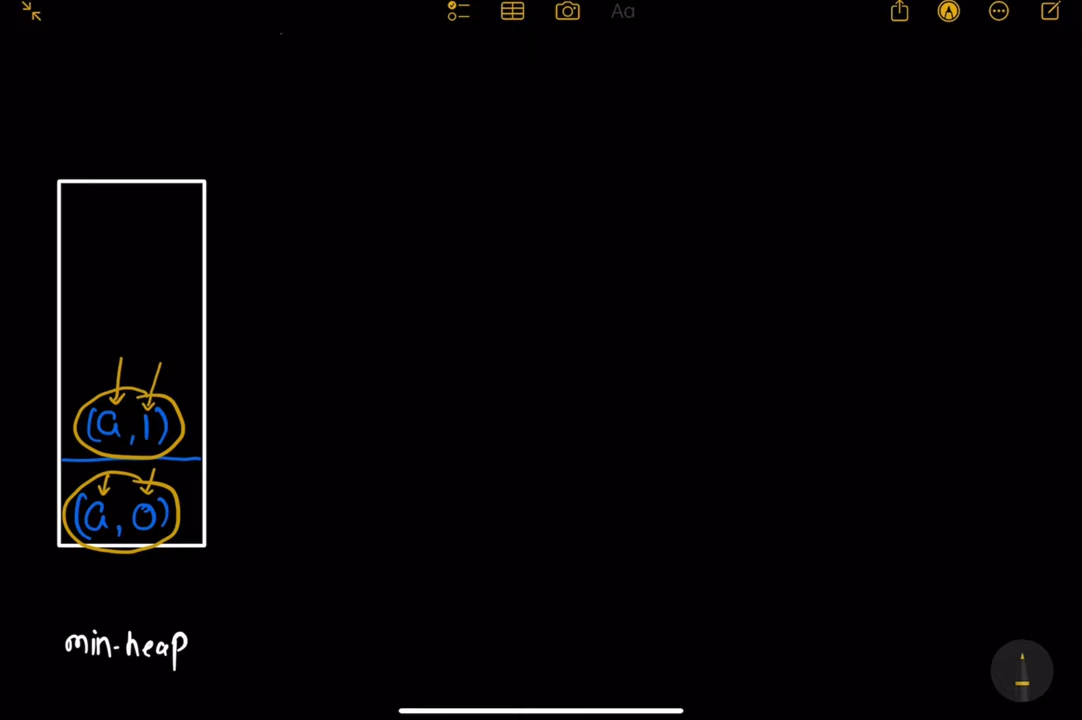 Aa
(a, 1)
(a, 0)
min-heap